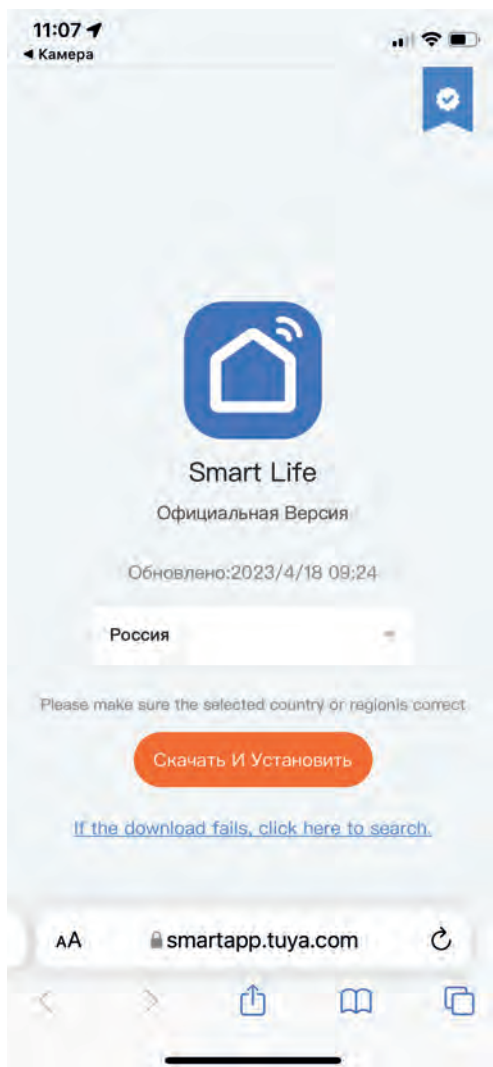 11:07
◀ Камера
Smart Life
Официальная Версия
Обновлено:2023/4/18 09:24
Россия
Please make sure the selected country or regionis correct
Скачать И Установить
If the download fails, click here to search.
AA smartapp.tuya.com